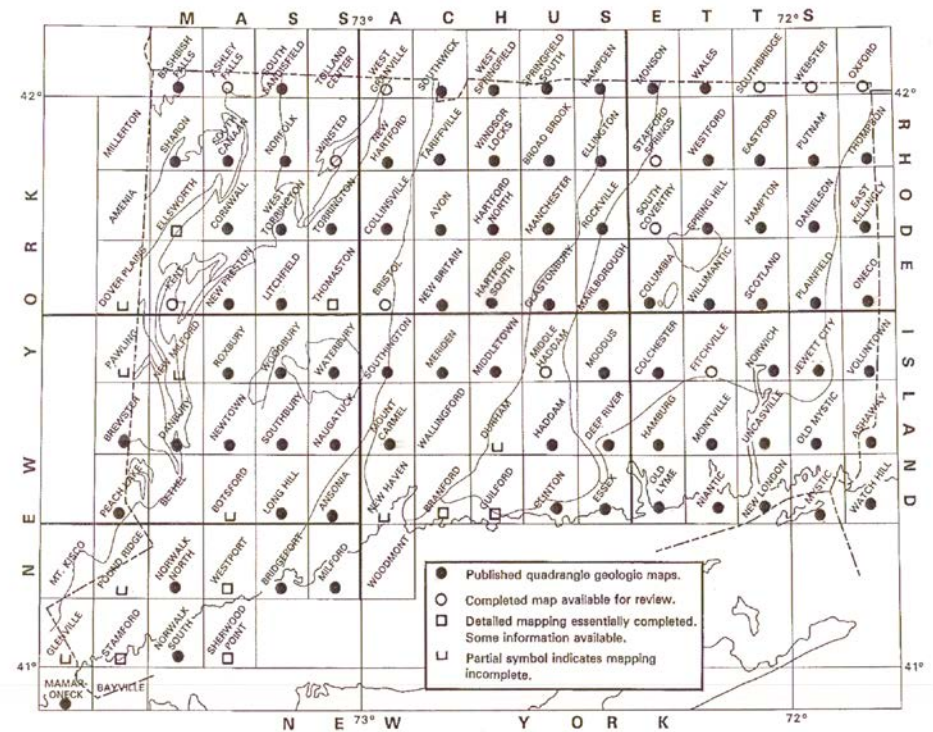 MASSACHUSETTS
73° 72°
BASHBISH FALLS
ASHLEY FALLS
SOUTH SANDISFIELD
TOLLAND CENTER
WEST GRANVILLE
SOUTHWICK
WEST SPRINGFIELD
SPRINGFIELD SOUTH
HAMPDEN
MONSON
WALES
SOUTHBRIDGE
WEBSTER
OXFORD
42° 42°
MILLERTON
SHARON
SOUTH CANAAN
NORFOLK
WINSTED
NEW HARTFORD
TARIFFVILLE
WINDSOR LOCKS
BROAD BROOK
ELLINGTON
STAFFORD SPRINGS
WESTFORD
EASTFORD
PUTNAM
THOMPSON
AMENIA
ELLSWORTH
CORNWALL
WEST TORRINGTON
TORRINGTON
COLLINSVILLE
AVON
HARTFORD NORTH
MANCHESTER
ROCKVILLE
SOUTH COVENTRY
SPRING HILL
HAMPTON
DANIELSON
EAST KILLINGLY
DOVER PLAINS
KENT
NEW PRESTON
LITCHFIELD
THOMASTON
BRISTOL
NEW BRITAIN
HARTFORD SOUTH
GLASTONBURY
MARLBOROUGH
COLUMBIA
WILLIMANTIC
SCOTLAND
PLAINFIELD
ONECO
PAWLING
NEW MILFORD
ROXBURY
WOODBURY
WATERBURY
SOUTHINGTON
MERIDEN
MIDDLETOWN
MIDDLE HADDAM
MOODUS
COLCHESTER
FITCHVILLE
NORWICH
JEWETT CITY
VOLUNTOWN
BREWSTER
DANBURY
NEWTOWN
SOUTHBURY
NAUGATUCK
MOUNT CARMEL
WALLINGFORD
DURHAM
HADDAM
DEEP RIVER
HAMBURG
MONTVILLE
UNCASVILLE
OLD MYSTIC
ASHAWAY
PEACH LAKE
BETHEL
BOTSFORD
LONG HILL
ANSONIA
NEW HAVEN
BRANFORD
GUILFORD
CLINTON
ESSEX
OLD LYME
NIANTIC
NEW LONDON
MYSTIC
WATCH HILL
MT. KISCO
POUND RIDGE
NORWALK NORTH
WESTPORT
BRIDGEPORT
MILFORD
WOODMONT
GLENVILLE
STAMFORD
NORWALK SOUTH
SHERWOOD POINT
41° 41°
MAMARONECK
BAYVILLE
Published quadrangle geologic maps.
Completed map available for review.
Detailed mapping essentially completed.
Some information available.
Partial symbol indicates mapping
incomplete.
73° 72°
NEW YORK
NEW YORK
RHODE ISLAND